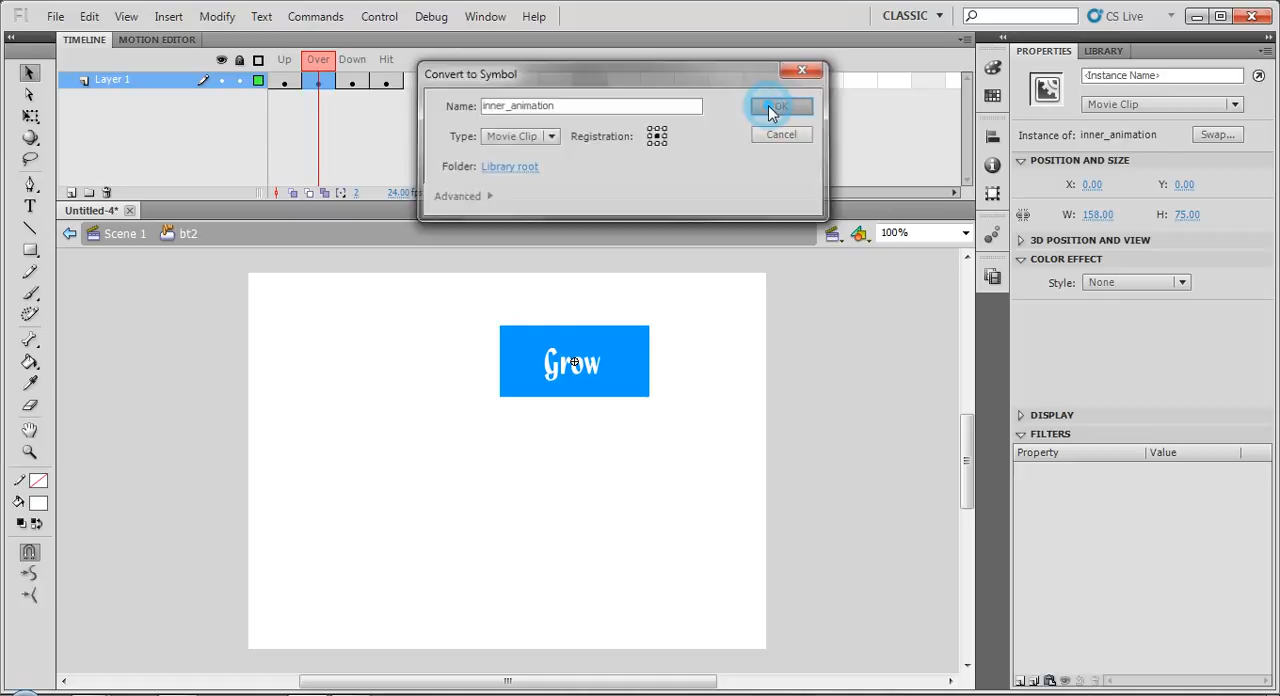 Fl File Edit View Insert Modify Text Commands Control Debug Window Help CLASSIC CS Live
TIMELINE MOTION EDITOR
Up Over Down Hit
Layer 1
2 24.00
Convert to Symbol
Name: inner_animation OK
Type: Movie Clip Registration: Cancel
Folder: Library root
Advanced
Untitled-4*
Scene 1 bt2 100%
Grow
PROPERTIES LIBRARY
<Instance Name>
Movie Clip
Instance of: inner_animation Swap...
POSITION AND SIZE
X: 0.00 Y: 0.00
W: 158.00 H: 75.00
3D POSITION AND VIEW
COLOR EFFECT
Style: None
DISPLAY
FILTERS
Property Value